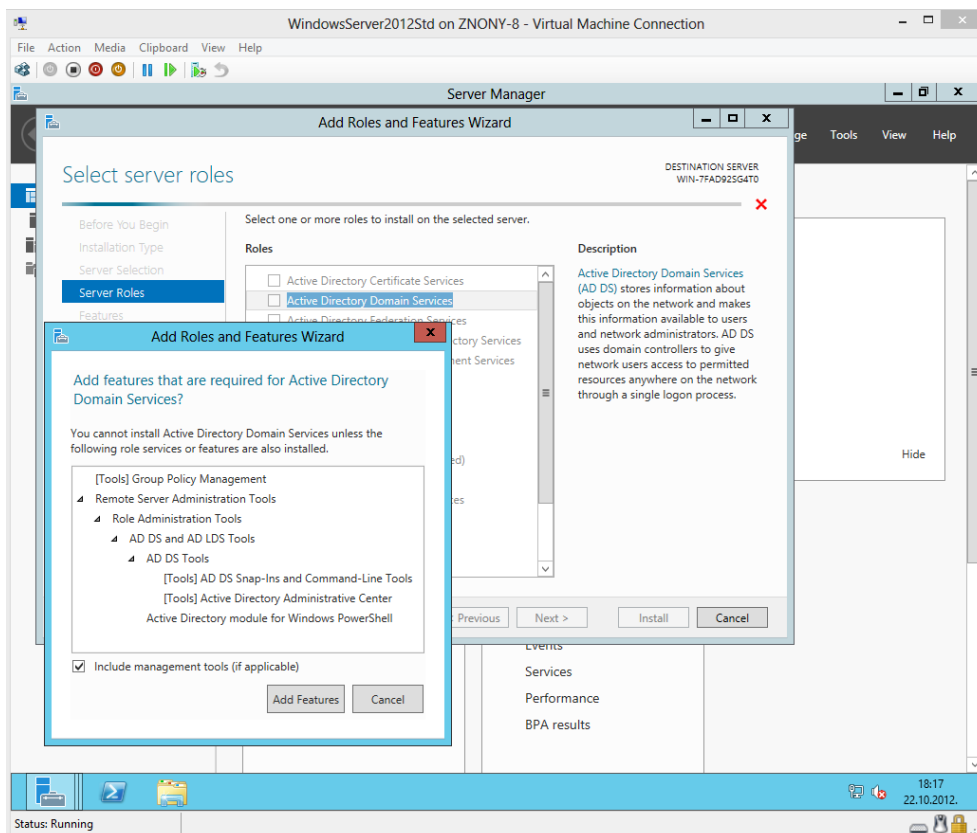 WindowsServer2012Std on ZNONY-8 - Virtual Machine Connection
File Action Media Clipboard View Help
Server Manager
Add Roles and Features Wizard
ge Tools View Help
Select server roles
DESTINATION SERVER
WIN-7FAD92SG4T0
Before You Begin
Installation Type
Server Selection
Server Roles
Features
Select one or more roles to install on the selected server.
Roles
Active Directory Certificate Services
Active Directory Domain Services
Active Directory Federation Services
ctory Services
ment Services
ed)
es
Description
Active Directory Domain Services
(AD DS) stores information about
objects on the network and makes
this information available to users
and network administrators. AD DS
uses domain controllers to give
network users access to permitted
resources anywhere on the network
through a single logon process.
Hide
Add Roles and Features Wizard
Add features that are required for Active Directory
Domain Services?
You cannot install Active Directory Domain Services unless the
following role services or features are also installed.
[Tools] Group Policy Management
Remote Server Administration Tools
Role Administration Tools
AD DS and AD LDS Tools
AD DS Tools
[Tools] AD DS Snap-Ins and Command-Line Tools
[Tools] Active Directory Administrative Center
Active Directory module for Windows PowerShell
Include management tools (if applicable)
Add Features Cancel
Previous Next > Install Cancel
Events
Services
Performance
BPA results
18:17
22.10.2012.
Status: Running